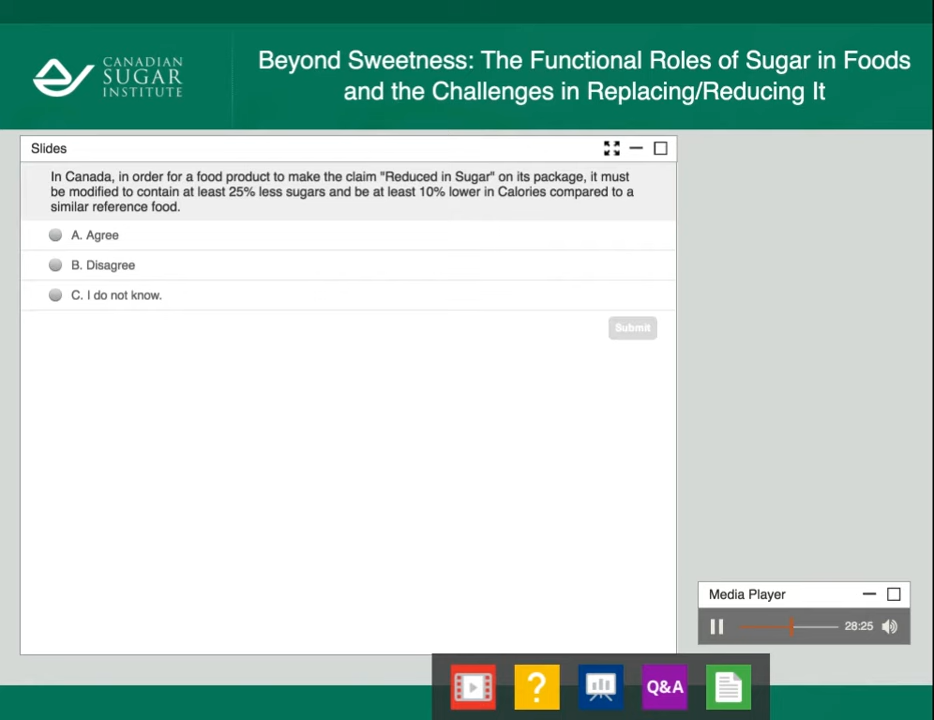 CANADIAN
SUGAR
INSTITUTE
Beyond Sweetness: The Functional Roles of Sugar in Foods
and the Challenges in Replacing/Reducing It
Slides
In Canada, in order for a food product to make the claim "Reduced in Sugar" on its package, it must
be modified to contain at least 25% less sugars and be at least 10% lower in Calories compared to a
similar reference food.
A. Agree
B. Disagree
C. I do not know.
Submit
Media Player
28:25
?
Q&A